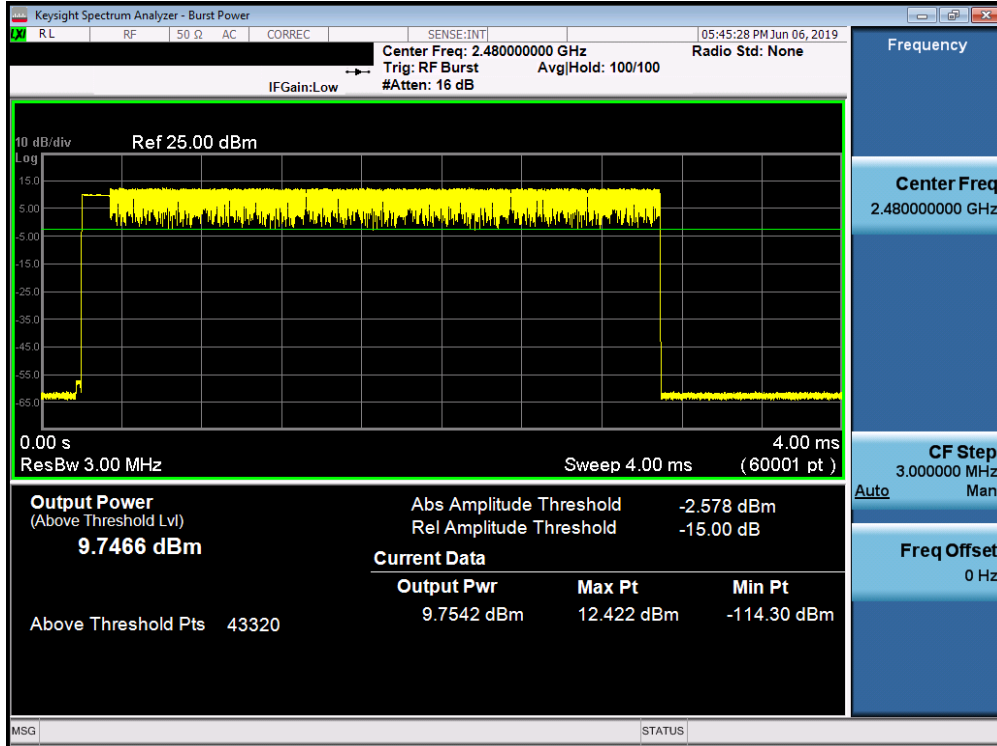 Keysight Spectrum Analyzer - Burst Power
LXI RL RF 50 Ω AC CORREC SENSE:INT 05:45:28 PM Jun 06, 2019
Center Freq: 2.480000000 GHz Radio Std: None
Trig: RF Burst Avg|Hold: 100/100
IFGain:Low #Atten: 16 dB
10 dB/div Ref 25.00 dBm
Log
15.0
5.00
-5.00
-15.0
-25.0
-35.0
-45.0
-55.0
-65.0
0.00 s 4.00 ms
ResBw 3.00 MHz Sweep 4.00 ms (60001 pt)
Output Power
(Above Threshold Lvl)
9.7466 dBm
Above Threshold Pts 43320
Abs Amplitude Threshold -2.578 dBm
Rel Amplitude Threshold -15.00 dB
Current Data
Output Pwr Max Pt Min Pt
9.7542 dBm 12.422 dBm -114.30 dBm
Frequency
Center Freq
2.480000000 GHz
CF Step
3.000000 MHz
Auto Man
Freq Offset
0 Hz
MSG STATUS